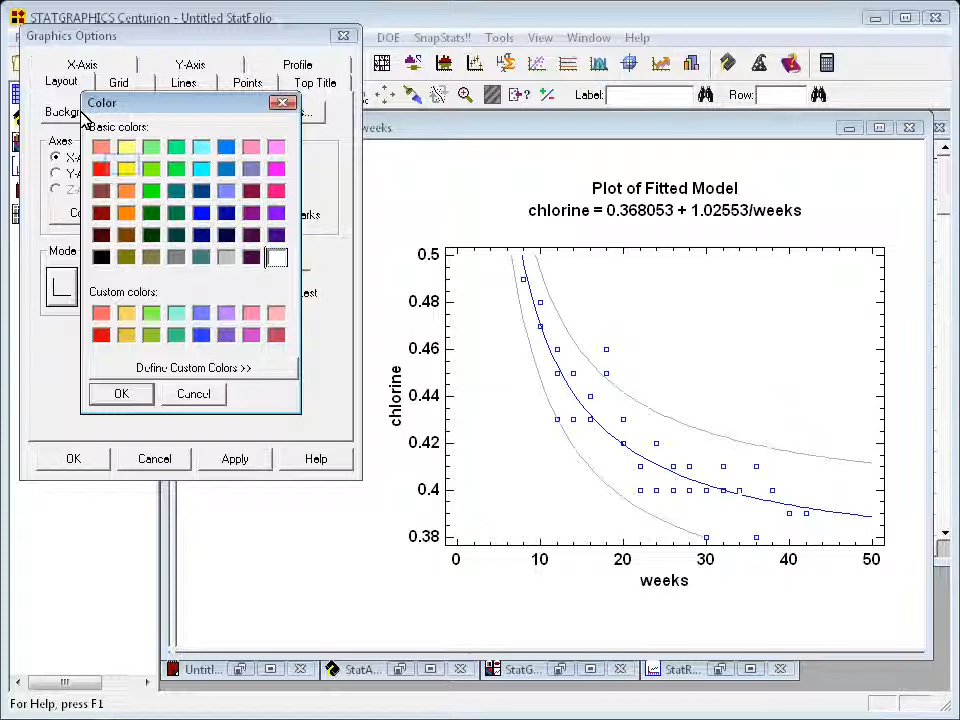 STATGRAPHICS Centurion - Untitled StatFolio
Graphics Options
DOE SnapStats!! Tools View Window Help
X-Axis Y-Axis Profile
Layout Grid Lines Points Top Title
Label: Row:
Color
Basic colors:
Axes
Mode
Custom colors:
Define Custom Colors >>
OK Cancel
OK Cancel Apply Help
weeks
Plot of Fitted Model
chlorine = 0.368053 + 1.02553/weeks
0.5
0.48
0.46
0.44
0.42
0.4
0.38
chlorine
0 10 20 30 40 50
weeks
Untitl... StatA... StatG... StatR...
For Help, press F1